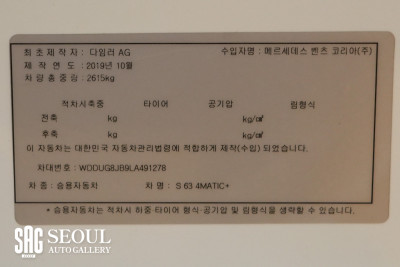 최초제작자 : 다임러 AG 수입자명 : 메르세데스 벤츠 코리아(주)
제 작 연 도 : 2019년 10월
차 량 총 중 량 : 2615kg
적차시축중 타이어 공기압 림형식
전축 kg kg/㎠
후축 kg kg/㎠
이 자동차는 대한민국 자동차관리법령에 적합하게 제작(수입) 되었습니다.
차대번호 : WDDUG8JB9LA491278
차 종 : 승용자동차 차 명 : S 63 4MATIC+
* 승용자동차는 적차시 하중·타이어 형식·공기압 및 림형식을 생략할 수 있습니다.
SAG SEOUL
AUTO GALLERY